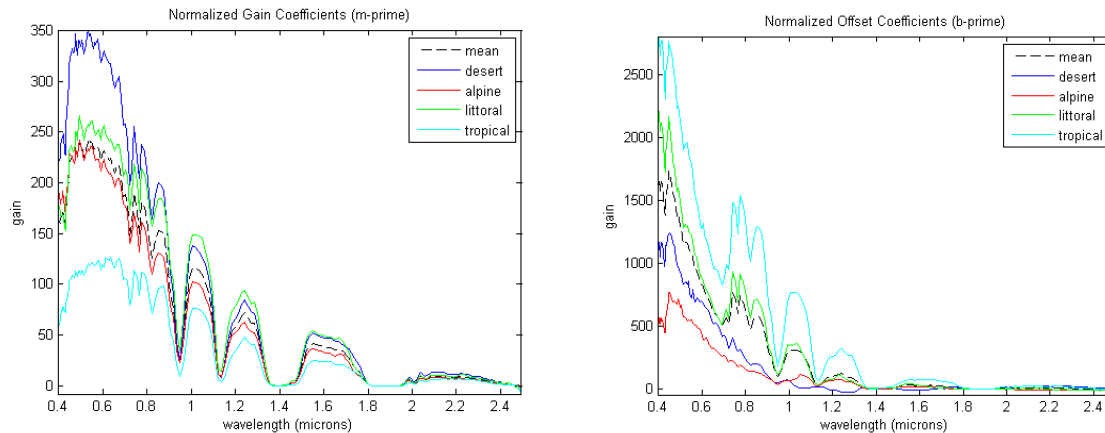 Normalized Gain Coefficients (m-prime)
350
300
250
200
150
100
50
0
gain
0.4 0.6 0.8 1 1.2 1.4 1.6 1.8 2 2.2 2.4
wavelength (microns)
mean
desert
alpine
littoral
tropical
Normalized Offset Coefficients (b-prime)
2500
2000
1500
1000
500
0
gain
0.4 0.6 0.8 1 1.2 1.4 1.6 1.8 2 2.2 2.4
wavelength (microns)
mean
desert
alpine
littoral
tropical